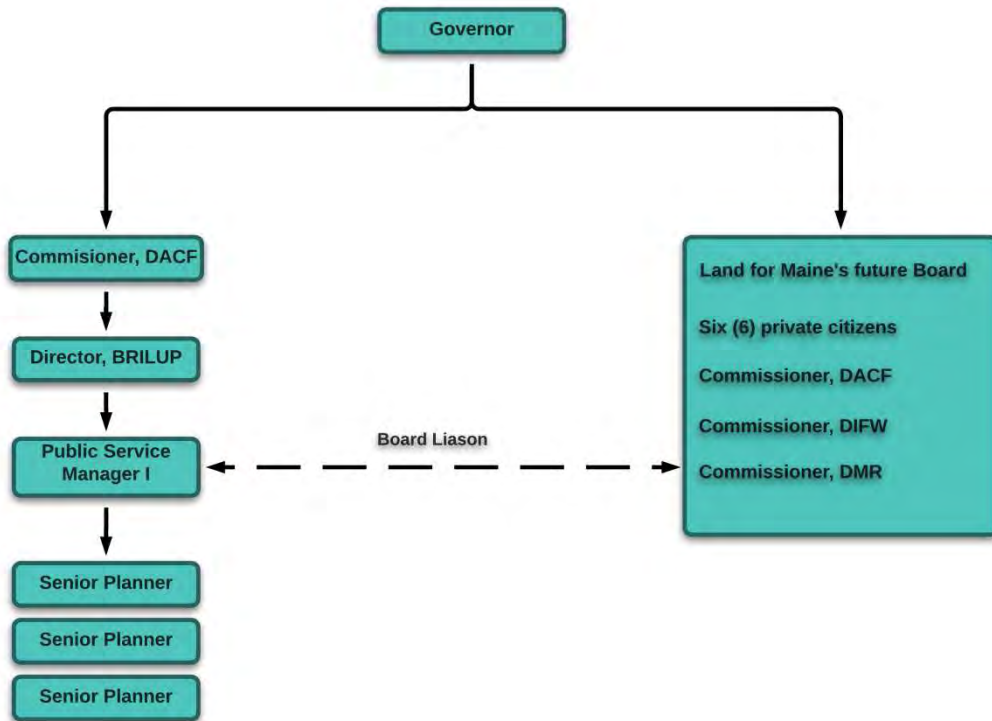 Governor
Commisioner, DACF
Director, BRILUP
Public Service
Manager I
Senior Planner
Senior Planner
Senior Planner
Board Liason
Land for Maine's future Board
Six (6) private citizens
Commissioner, DACF
Commissioner, DIFW
Commissioner, DMR